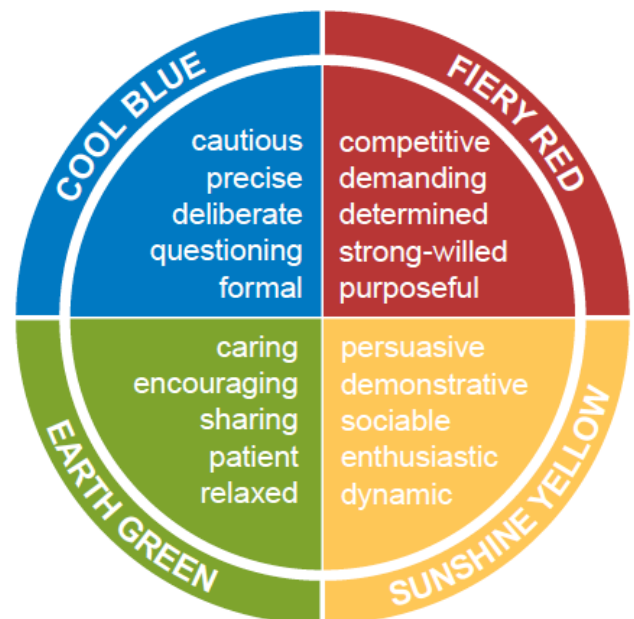 COOL BLUE
cautious
precise
deliberate
questioning
formal
FIERY RED
competitive
demanding
determined
strong-willed
purposeful
EARTH GREEN
caring
encouraging
sharing
patient
relaxed
SUNSHINE YELLOW
persuasive
demonstrative
sociable
enthusiastic
dynamic